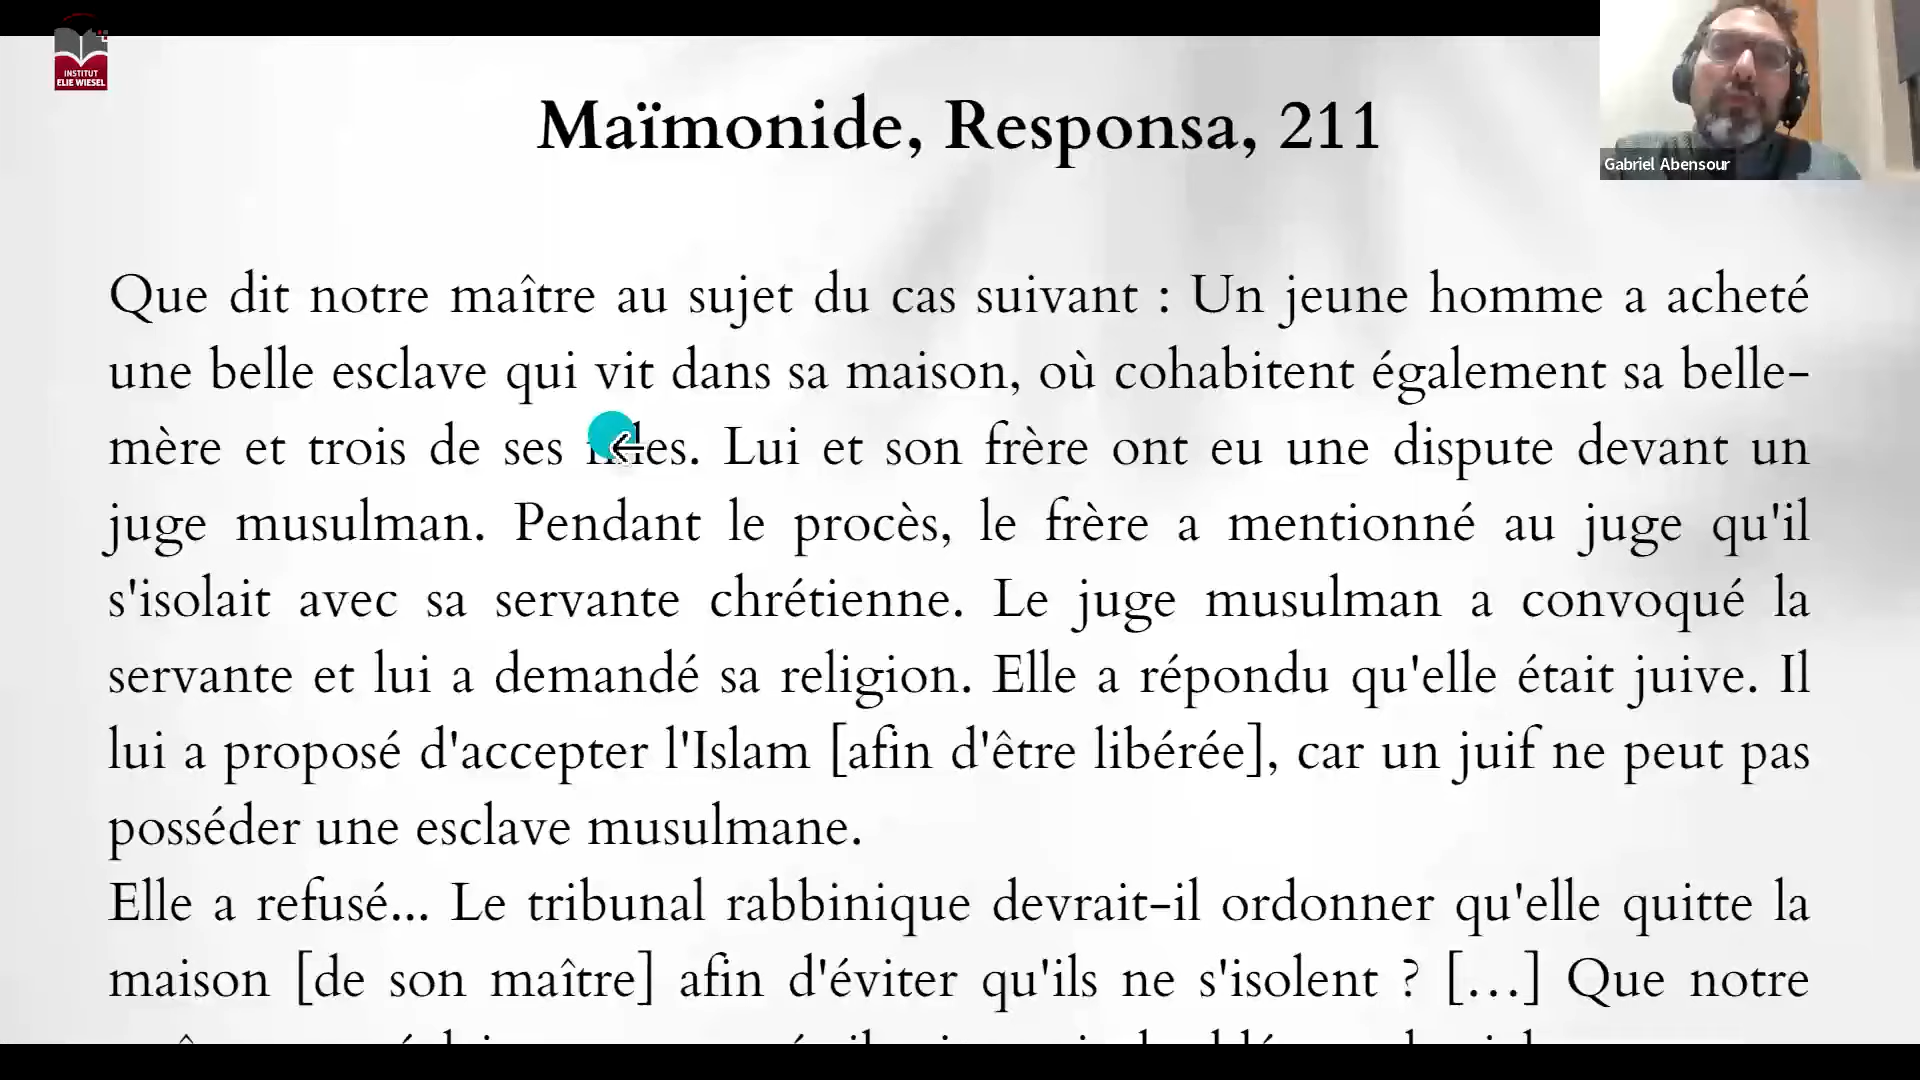 INSTITUT
ELIE WIESEL
Maïmonide, Responsa, 211
Gabriel Abensour
Que dit notre maître au sujet du cas suivant : Un jeune homme a acheté
une belle esclave qui vit dans sa maison, où cohabitent également sa belle-
mère et trois de ses Lui et son frère ont eu une dispute devant un
juge musulman. Pendant le procès, le frère a mentionné au juge qu'il
s'isolait avec sa servante chrétienne. Le juge musulman a convoqué la
servante et lui a demandé sa religion. Elle a répondu qu'elle était juive. Il
lui a proposé d'accepter l'Islam [afin d'être libérée], car un juif ne peut pas
posséder une esclave musulmane.
Elle a refusé... Le tribunal rabbinique devrait-il ordonner qu'elle quitte la
maison [de son maître] afin d'éviter qu'ils ne s'isolent ? [...] Que notre